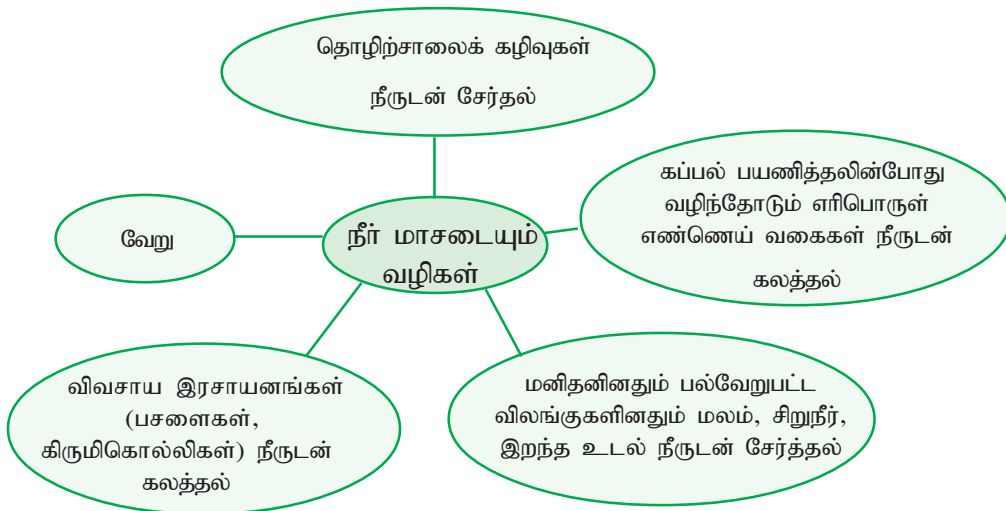 தொழிற்சாலைக் கழிவுகள்
நீருடன் சேர்தல்
கப்பல் பயணித்தலின்போது
வழிந்தோடும் எரிபொருள்
எண்ணெய் வகைகள் நீருடன்
கலத்தல்
வேறு
நீர் மாசடையும்
வழிகள்
விவசாய இரசாயனங்கள்
(பசளைகள்,
கிருமிகொல்லிகள்) நீருடன்
கலத்தல்
மனிதனினதும் பல்வேறுபட்ட
விலங்குகளினதும் மலம், சிறுநீர்,
இறந்த உடல் நீருடன் சேர்த்தல்